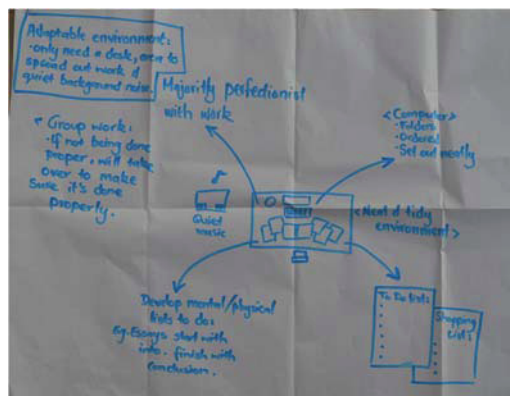 Adaptable environment:
· only need a desk, area to
spread out work &
quiet background noise.
Majoritly perfectionist
with work
Group work:
· If not being done
proper, will take
over to make
Sure it's done
properly.
<Computer>
· Folders
· Ordered
· Set out neatly
Quiet
music
<Neat & tidy
environment>
Develop mental/physical
lists to do:
Eg. Essays start with
info. finish with
conclusion.
To Do lists:
Shopping
List: